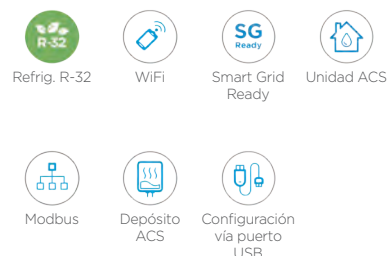 R-32
SG
Ready
Refrig. R-32
WiFi
Smart Grid
Ready
Unidad ACS
Modbus
Depósito
ACS
Configuración
vía puerto
USB